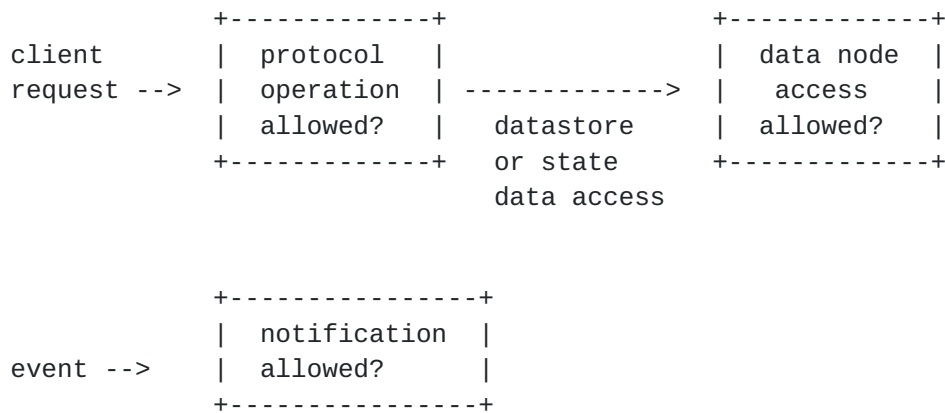 +-------------+                 +-------------+
client       |  protocol   |                 |  data node  |
request -->  |  operation  | ------------->  |   access    |
             |  allowed?   |   datastore     |  allowed?   |
             +-------------+   or state      +-------------+
                               data access

             +----------------+
             |  notification  |
event -->    |  allowed?      |
             +----------------+